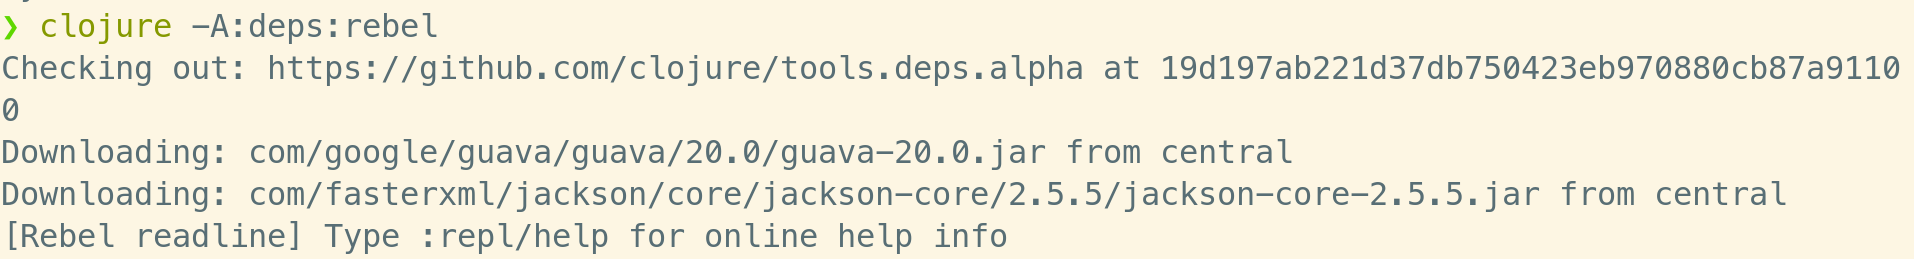 ❯ clojure -A:deps:rebel
Checking out: https://github.com/clojure/tools.deps.alpha at 19d197ab221d37db750423eb970880cb87a9110
0
Downloading: com/google/guava/guava/20.0/guava-20.0.jar from central
Downloading: com/fasterxml/jackson/core/jackson-core/2.5.5/jackson-core-2.5.5.jar from central
[Rebel readline] Type :repl/help for online help info